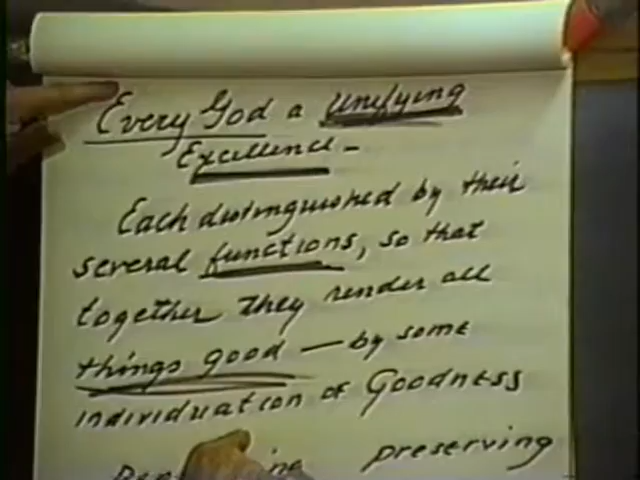 Every God a unifying
Excellence -
Each distinguished by their
several functions, so that
together they render all
things good — by some
individuation of Goodness
preserving